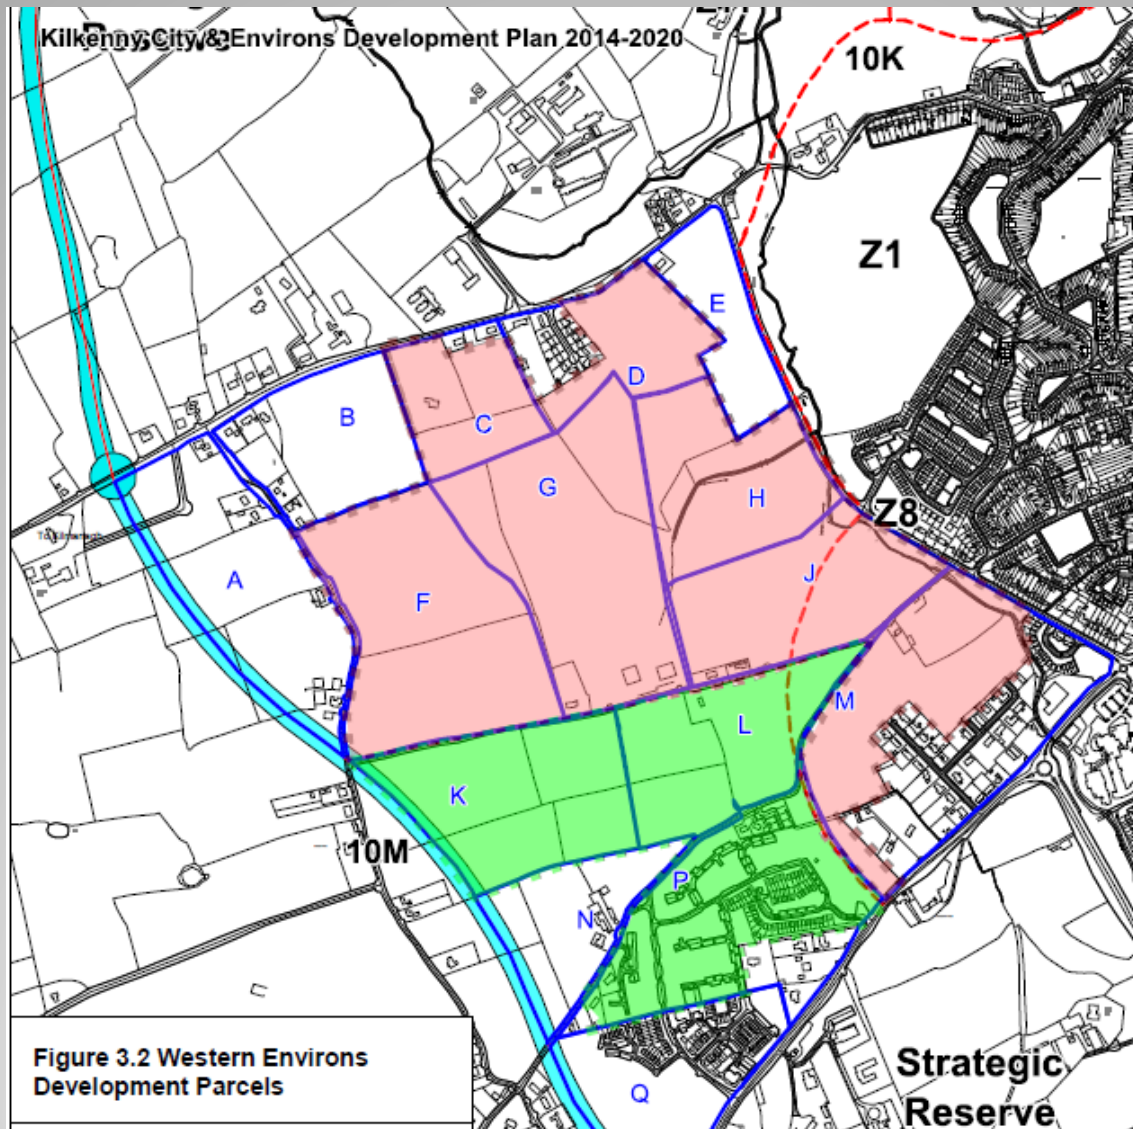 Kilkenny City & Environs Development Plan 2014-2020
10K
Z1
E
D
B
C
G
H
Z8
A
F
J
M
L
K
10M
P
N
Q
Figure 3.2 Western Environs
Development Parcels
Strategic
Reserve